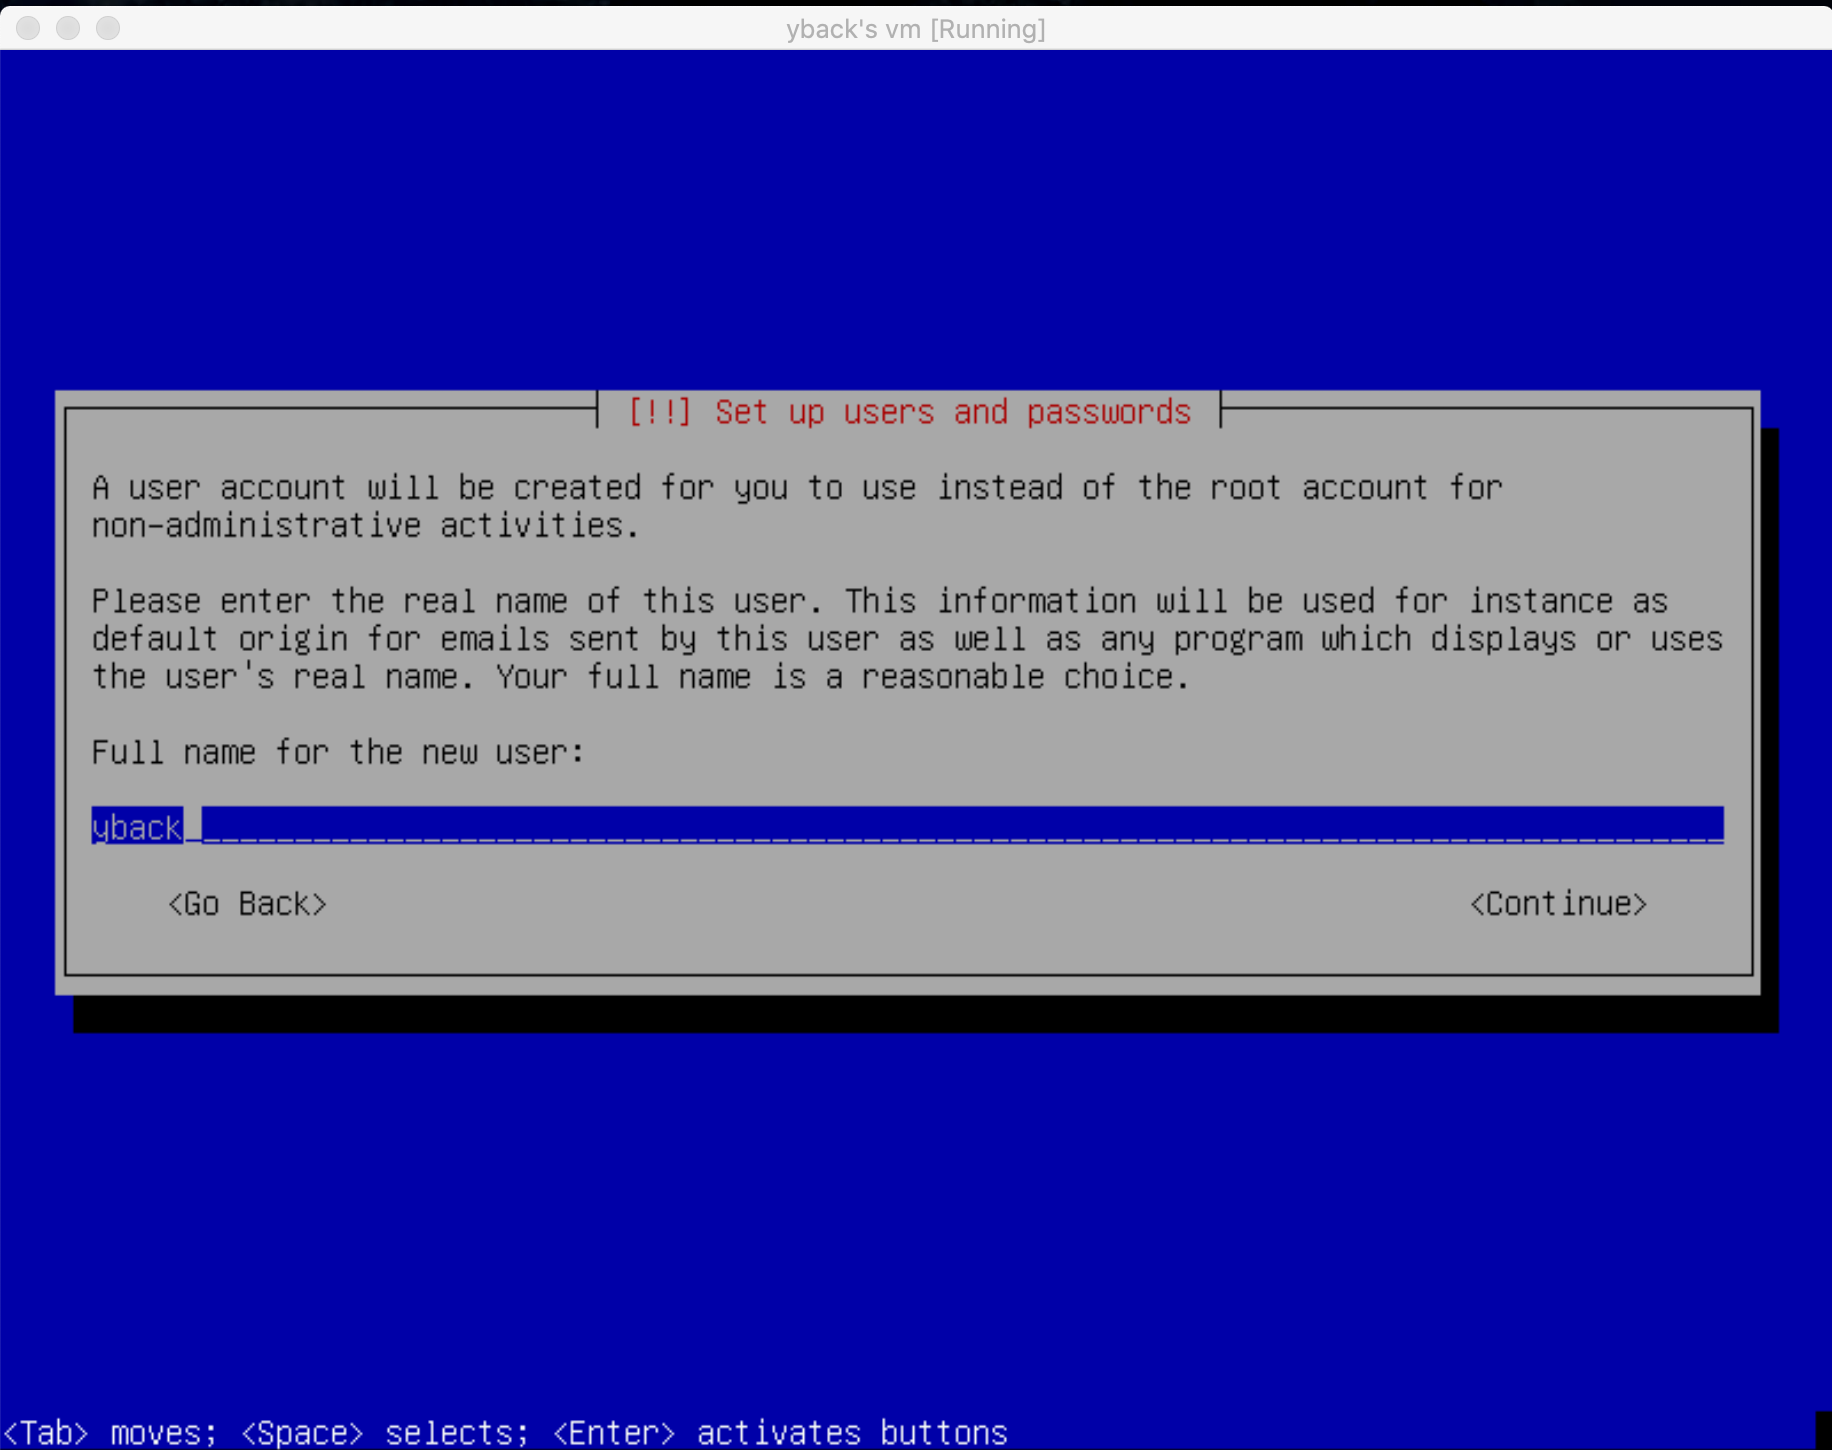 yback's vm [Running]
[!!] Set up users and passwords
A user account will be created for you to use instead of the root account for
non-administrative activities.
Please enter the real name of this user. This information will be used for instance as
default origin for emails sent by this user as well as any program which displays or uses
the user's real name. Your full name is a reasonable choice.
Full name for the new user:
yback
<Go Back> <Continue>
<Tab> moves; <Space> selects; <Enter> activates buttons